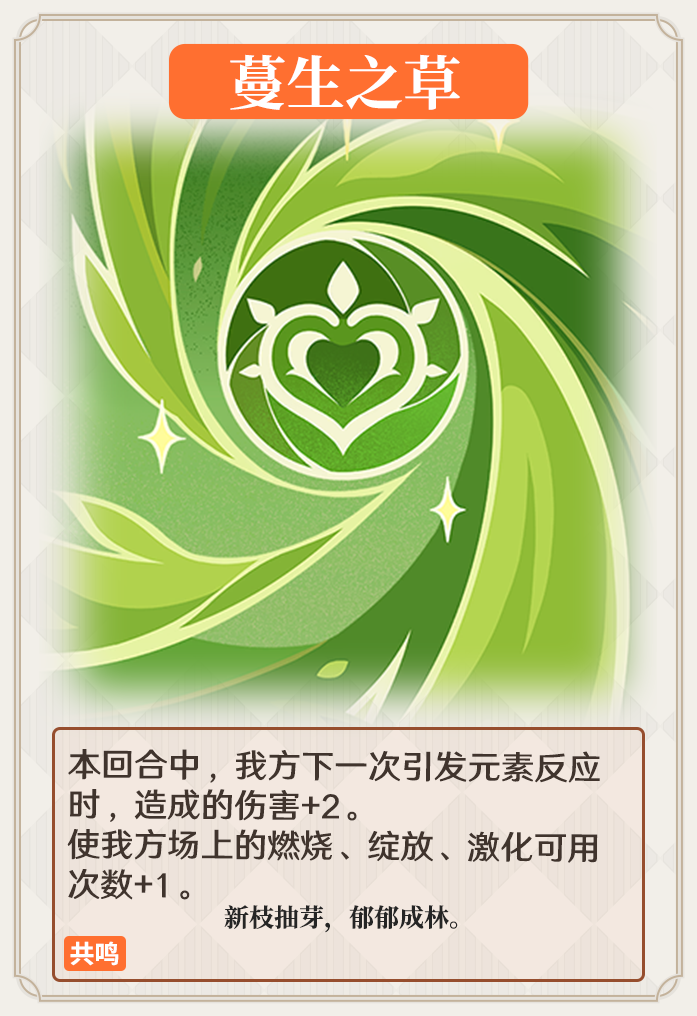 蔓生之草
本回合中，我方下一次引发元素反应
时，造成的伤害+2。
使我方场上的燃烧、绽放、激化可用
次数+1。
新枝抽芽，郁郁成林。
共鸣